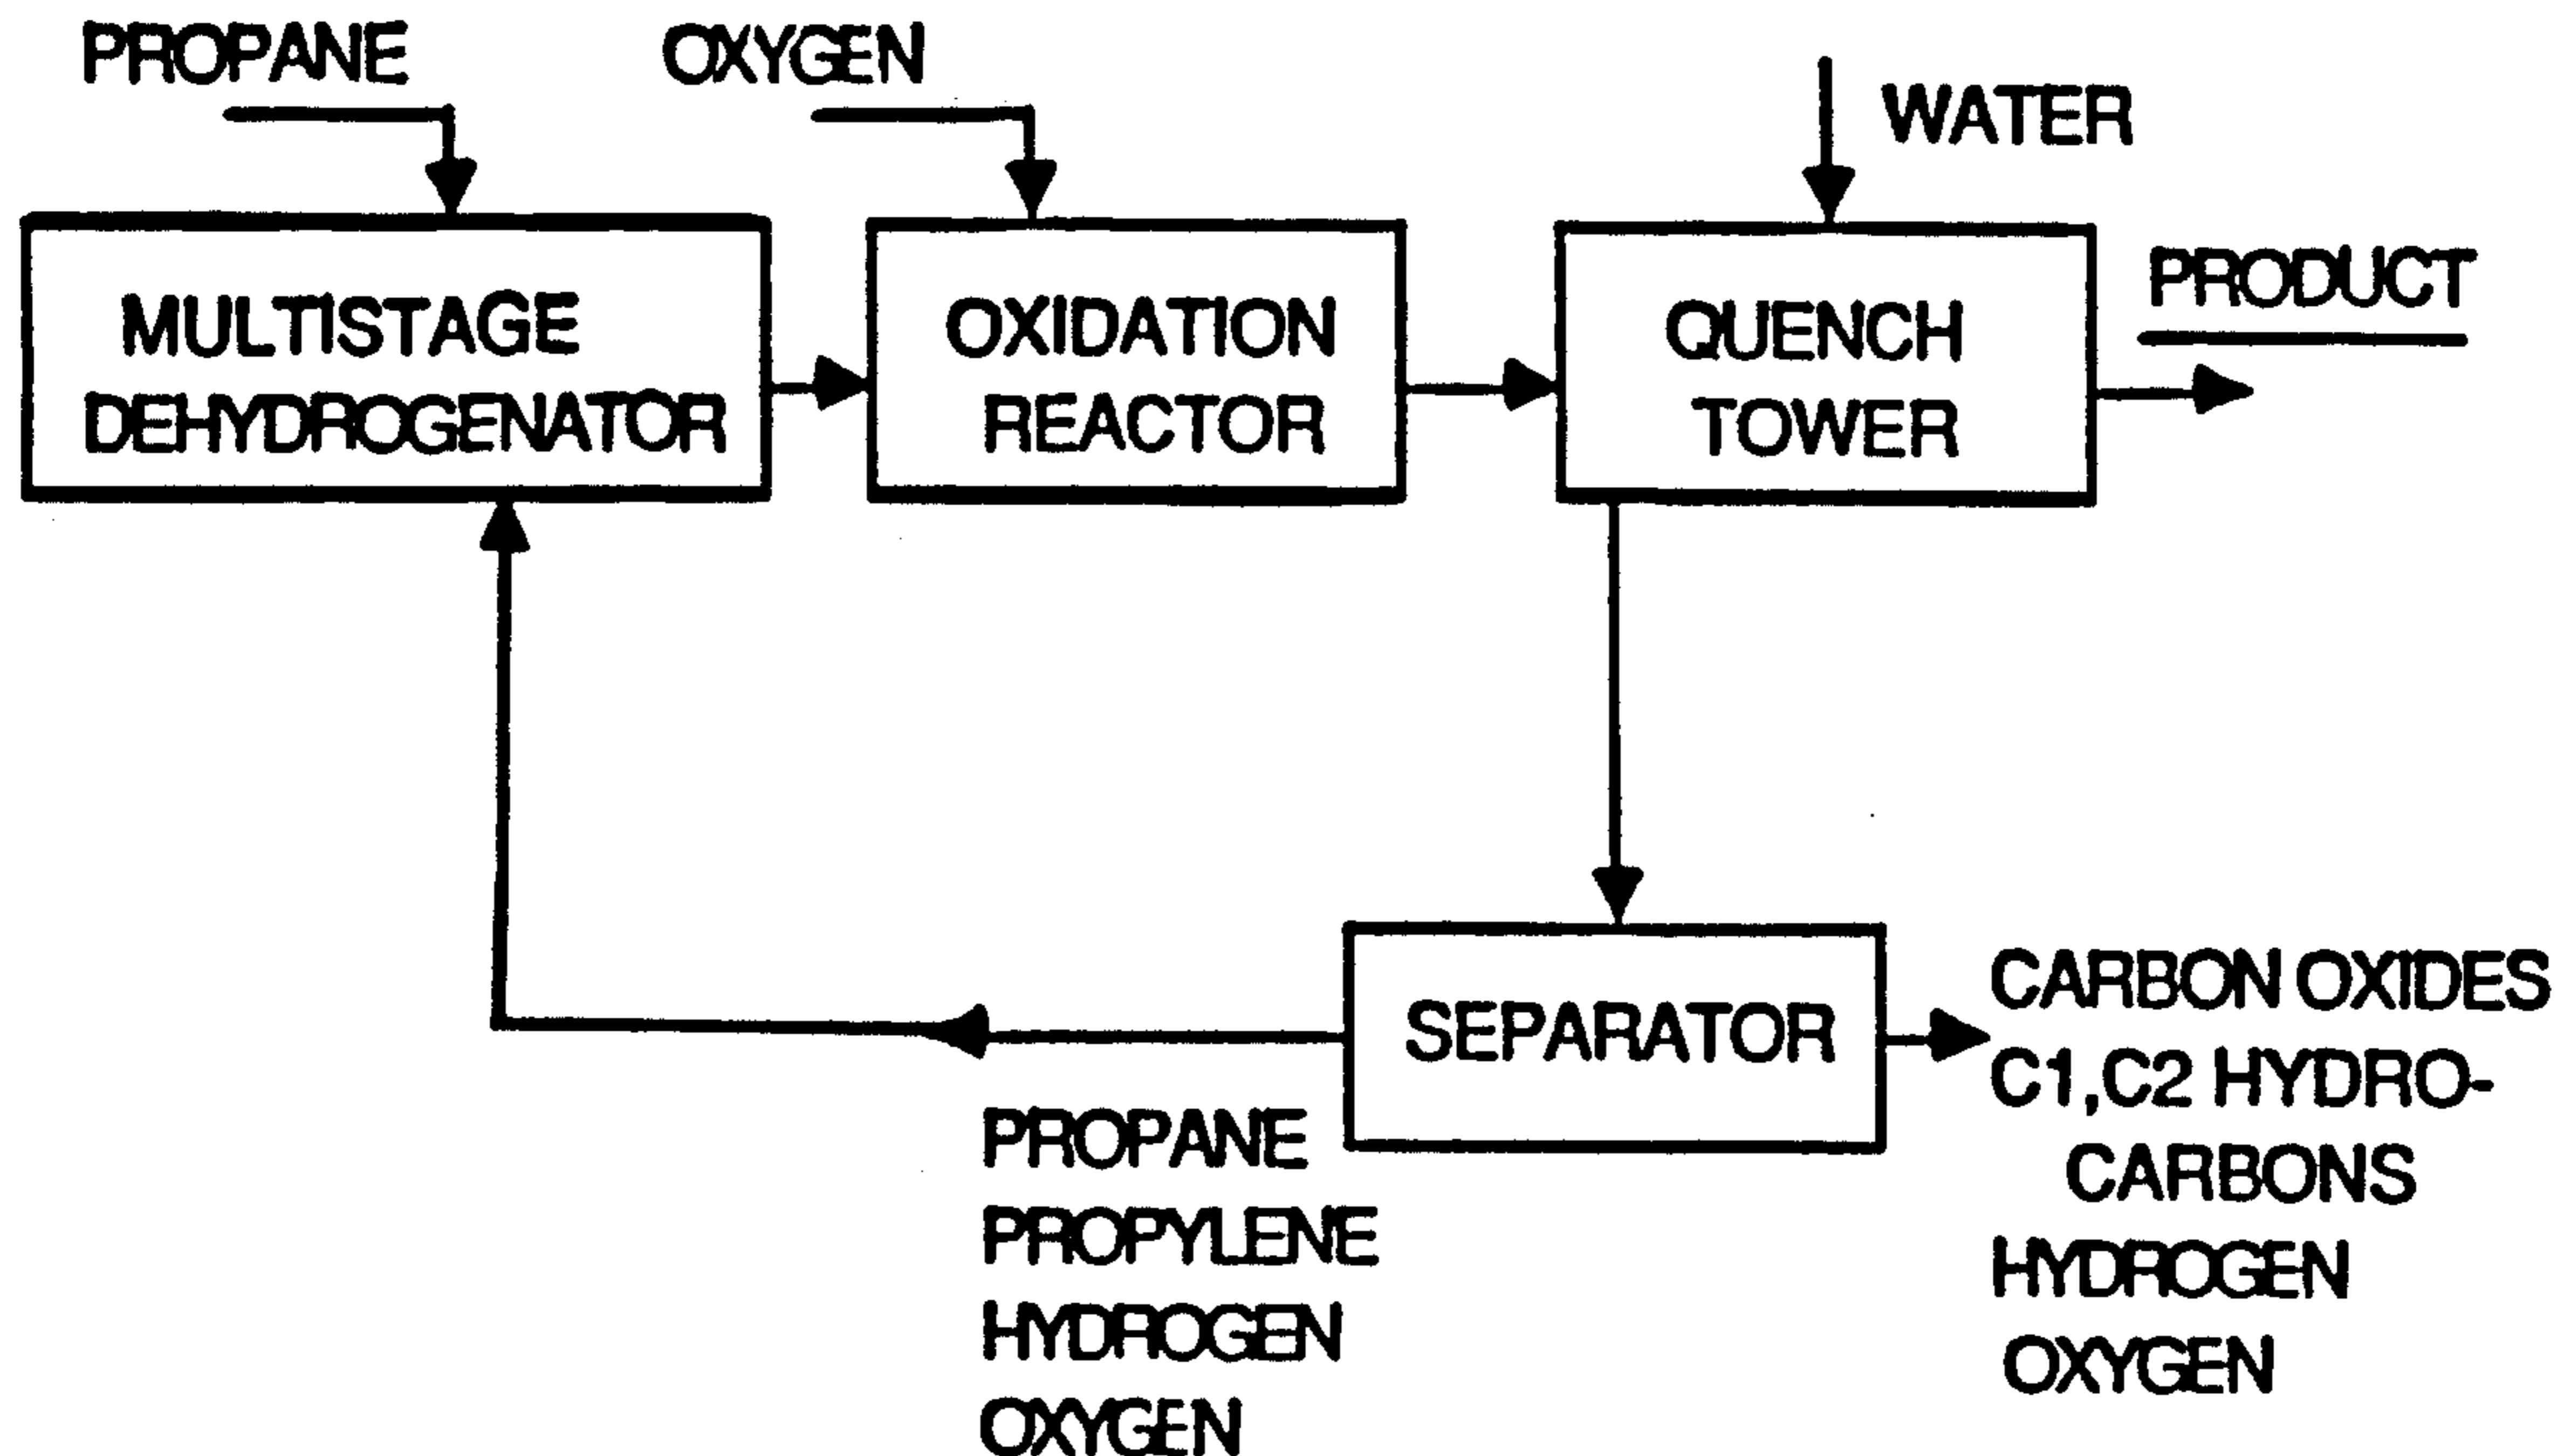 PROPANE
OXYGEN
WATER
MULTISTAGE
DEHYDROGENATOR
OXIDATION
REACTOR
QUENCH
TOWER
PRODUCT
SEPARATOR
CARBON OXIDES
C1,C2 HYDRO-
CARBONS
HYDROGEN
OXYGEN
PROPANE
PROPYLENE
HYDROGEN
OXYGEN